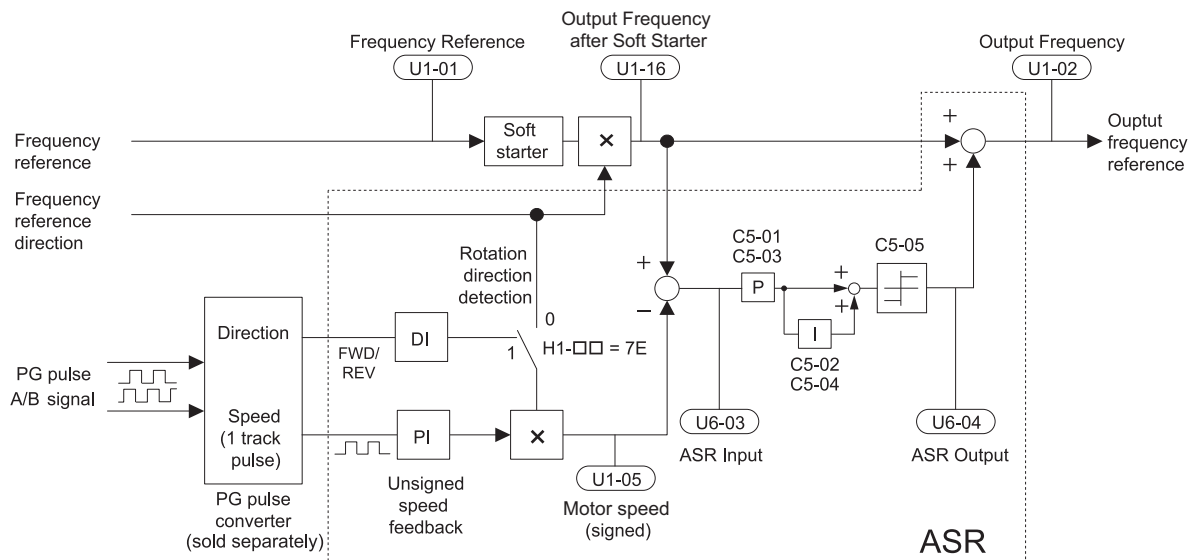 Frequency Reference
U1-01
Output Frequency
after Soft Starter
U1-16
Output Frequency
U1-02
Frequency
reference
Soft
starter
×
+
+
Ouptut
frequency
reference
Frequency
reference
direction
Rotation
direction
detection
+
−
C5-01
C5-03
P
+
+
I
C5-02
C5-04
C5-05
0
1
H1-□□ = 7E
Direction
FWD/
REV
DI
PG pulse
A/B signal
Speed
(1 track
pulse)
PI
×
PG pulse
converter
(sold separately)
Unsigned
speed
feedback
U1-05
Motor speed
(signed)
U6-03
ASR Input
U6-04
ASR Output
ASR